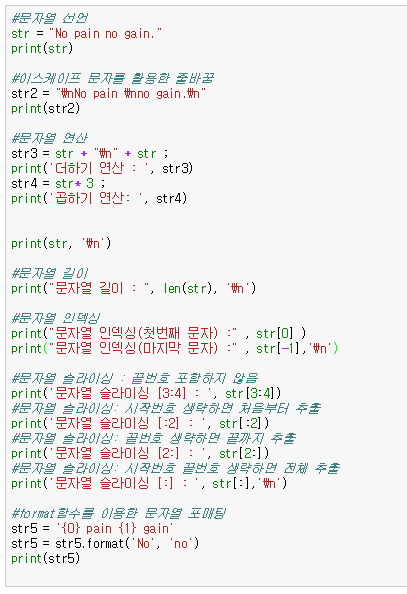 #문자열 선언
str = "No pain no gain."
print(str)
#이스케이프 문자를 활용한 줄바꿈
str2 = "₩nNo pain ₩nno gain.₩n"
print(str2)
#문자열 연산
str3 = str + "₩n" + str ;
print('더하기 연산 : ', str3)
str4 = str* 3 ;
print('곱하기 연산: ', str4)
print(str, '₩n')
#문자열 길이
print("문자열 길이 : ", len(str), '₩n')
#문자열 인덱싱
print("문자열 인덱싱(첫번째 문자) :" , str[0] )
print("문자열 인덱싱(마지막 문자) :" , str[-1],'₩n')
#문자열 슬라이싱 : 끝번호 포함하지 않음
print('문자열 슬라이싱 [3:4] : ', str[3:4])
#문자열 슬라이싱: 시작번호 생략하면 처음부터 추출
print('문자열 슬라이싱 [:2] : ', str[:2])
#문자열 슬라이싱: 끝번호 생략하면 끝까지 추출
print('문자열 슬라이싱 [2:] : ', str[2:])
#문자열 슬라이싱: 시작번호 끝번호 생략하면 전체 추출
print('문자열 슬라이싱 [:] : ', str[:],'₩n')
#format함수를 이용한 문자열 포매팅
str5 = '{0} pain {1} gain'
str5 = str5.format('No', 'no')
print(str5)